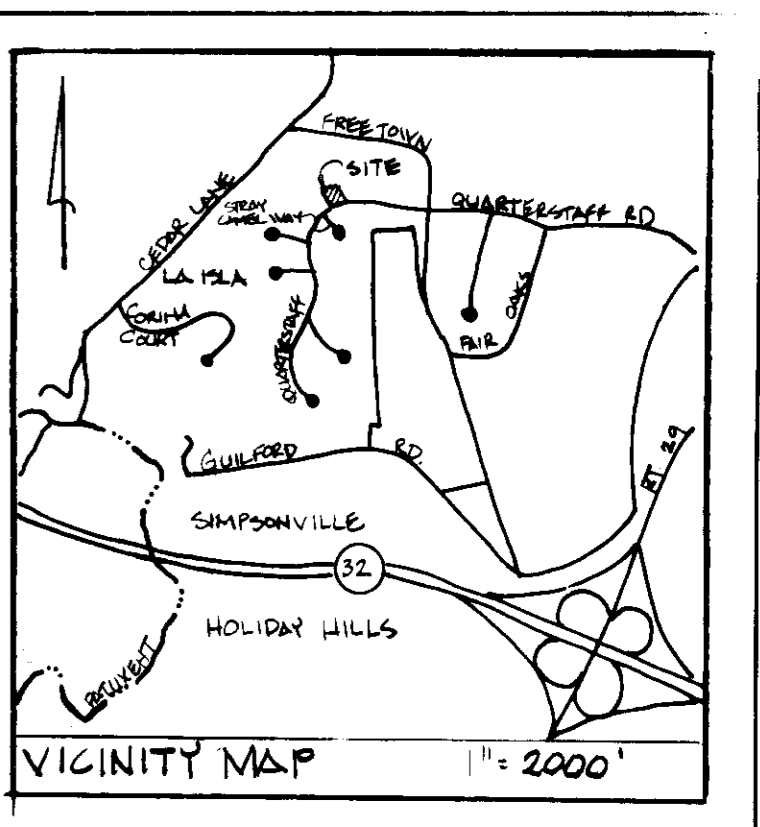 FREETOWN
SITE
CEDAR LANE
STRAY
CAMEL WAY
QUARTERSTAFF RD
LA ISLA
CORINA
COURT
QUARTERSTAFF
FAIR OAKS
GUILFORD RD.
RT. 29
SIMPSONVILLE
32
HOLIDAY HILLS
PATUXENT
VICINITY MAP 1" = 2000'